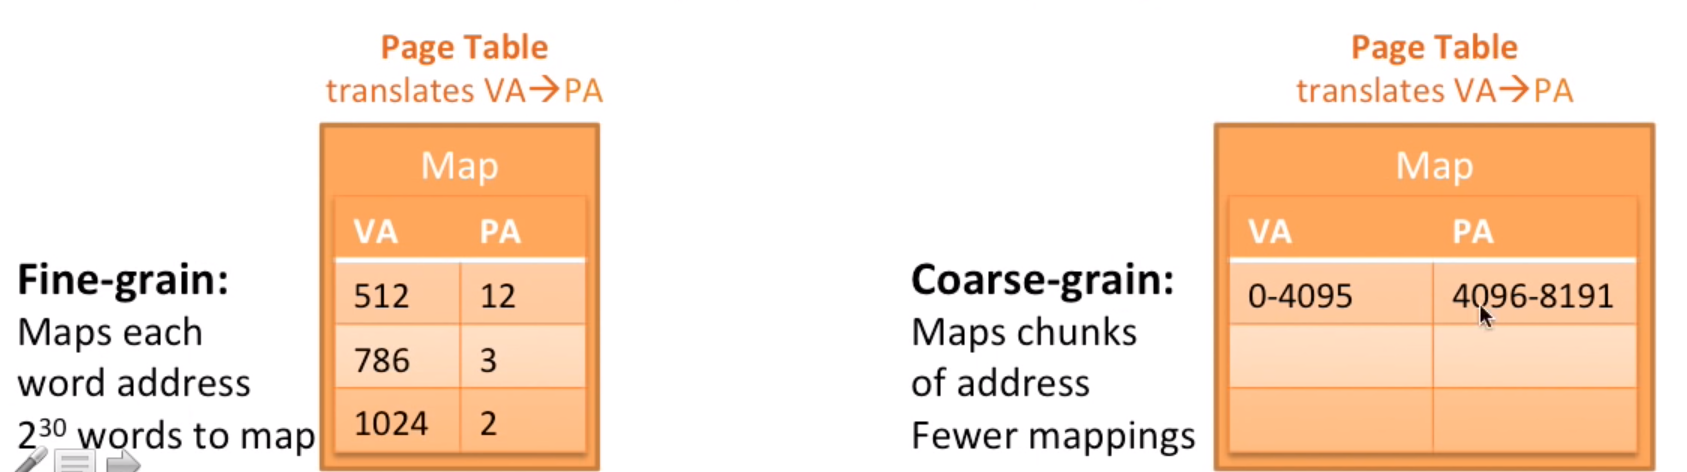 Page Table
translates VA→PA
Map
VA PA
Fine-grain:
Maps each
word address
2³⁰ words to map
512 12
786 3
1024 2
Page Table
translates VA→PA
Map
VA PA
Coarse-grain:
Maps chunks
of address
Fewer mappings
0-4095 4096-8191